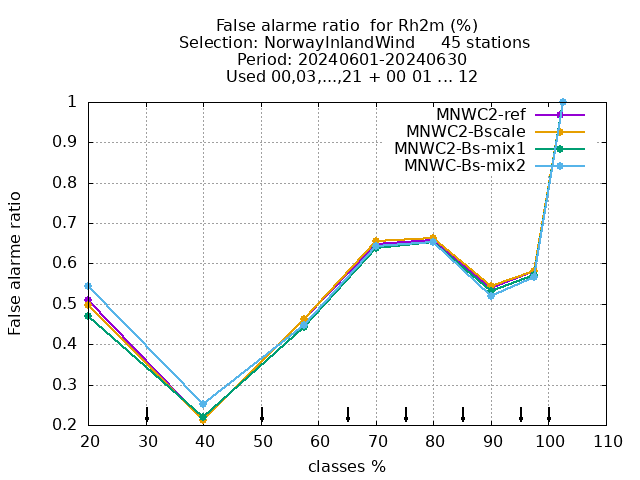 False alarme ratio  for Rh2m (%)
Selection: NorwayInlandWind     45 stations
Period: 20240601-20240630
Used 00,03,...,21 + 00 01 ... 12
MNWC2-ref
MNWC2-Bscale
MNWC2-Bs-mix1
MNWC-Bs-mix2
False alarme ratio
1
0.9
0.8
0.7
0.6
0.5
0.4
0.3
0.2
20 30 40 50 60 70 80 90 100 110
classes %